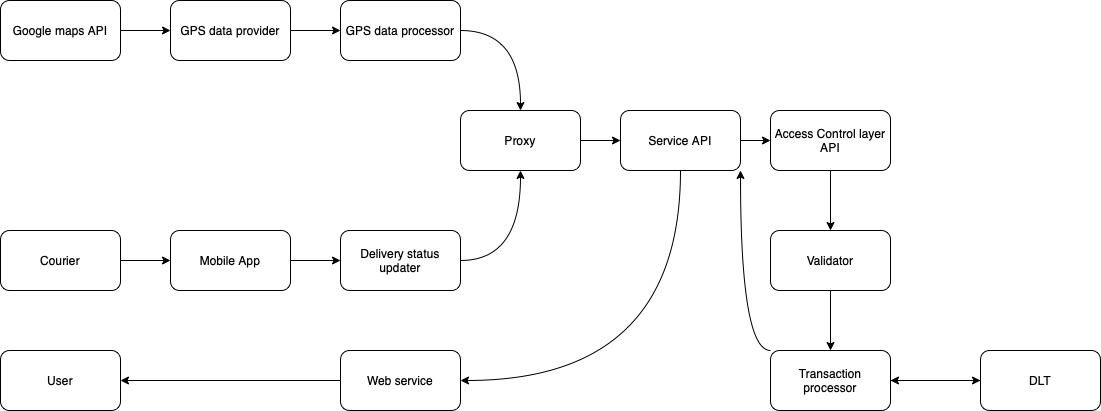 Google maps API
GPS data provider
GPS data processor
Proxy
Service API
Access Control layer
API
Courier
Mobile App
Delivery status
updater
Validator
User
Web service
Transaction
processor
DLT